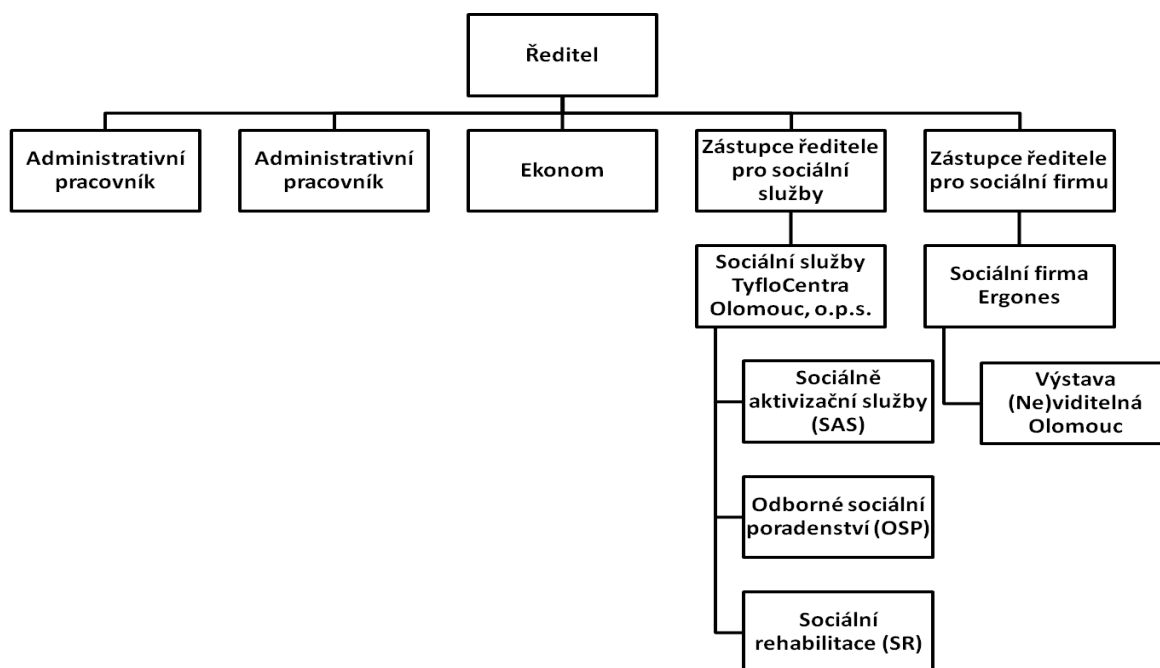 Ředitel
Administrativní
pracovník
Administrativní
pracovník
Ekonom
Zástupce ředitele
pro sociální
služby
Zástupce ředitele
pro sociální firmu
Sociální služby
TyfloCentra
Olomouc, o.p.s.
Sociální firma
Ergones
Sociálně
aktivizační služby
(SAS)
Výstava
(Ne)viditelná
Olomouc
Odborné sociální
poradenství (OSP)
Sociální
rehabilitace (SR)